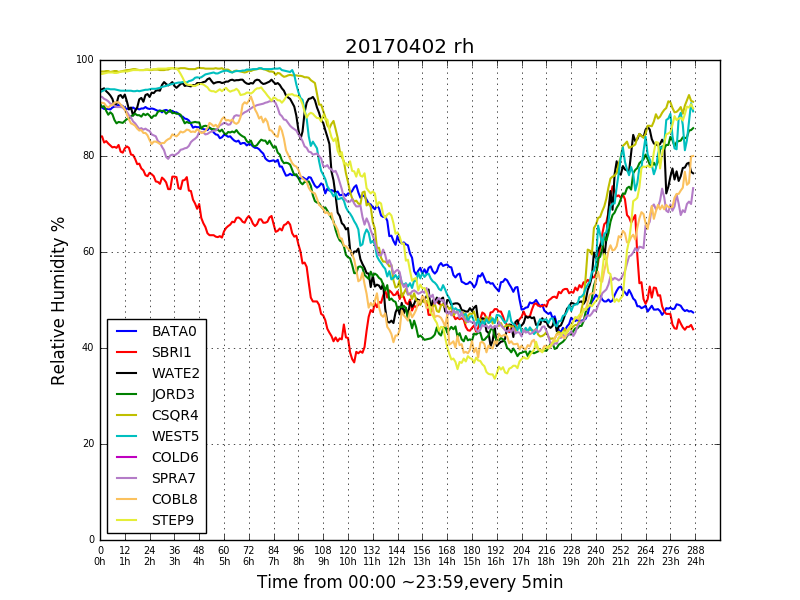 20170402 rh
100
80
60
40
20
0
Relative Humidity %
BATA0
SBRI1
WATE2
JORD3
CSQR4
WEST5
COLD6
SPRA7
COBL8
STEP9
0 12 24 36 48 60 72 84 96 108 120 132 144 156 168 180 192 204 216 228 240 252 264 276 288
0h 1h 2h 3h 4h 5h 6h 7h 8h 9h 10h 11h 12h 13h 14h 15h 16h 17h 18h 19h 20h 21h 22h 23h 24h
Time from 00:00 ~23:59,every 5min